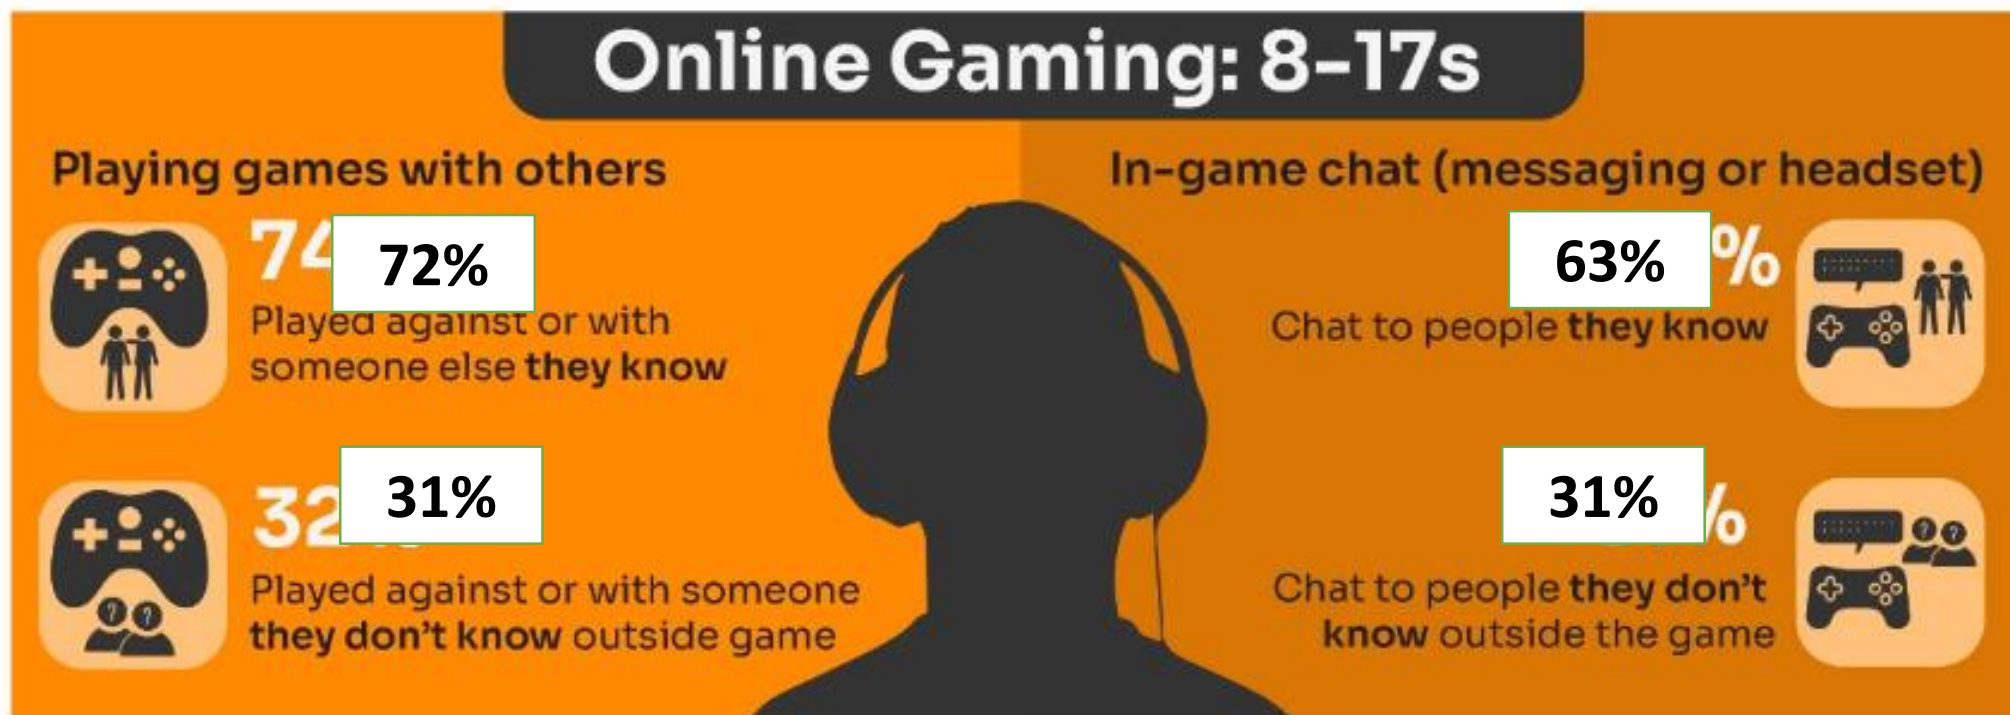 Online Gaming: 8-17s
Playing games with others
74
72%
Played against or with
someone else they know
32
31%
Played against or with someone
they don't know outside game
In-game chat (messaging or headset)
63%
%
Chat to people they know
31%
%
Chat to people they don't
know outside the game